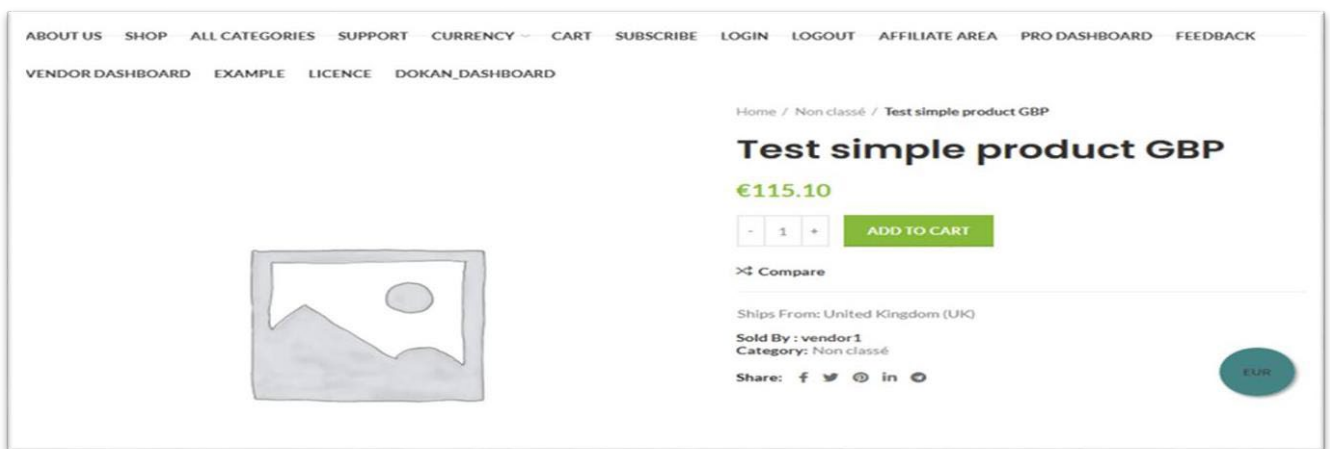 ABOUT US SHOP ALL CATEGORIES SUPPORT CURRENCY CART SUBSCRIBE LOGIN LOGOUT AFFILIATE AREA PRO DASHBOARD FEEDBACK
VENDOR DASHBOARD EXAMPLE LICENCE DOKAN_DASHBOARD
Home / Non classé / Test simple product GBP
Test simple product GBP
€115.10
- 1 + ADD TO CART
Compare
Ships From: United Kingdom (UK)
Sold By : vendor1
Category: Non classé
Share:
EUR